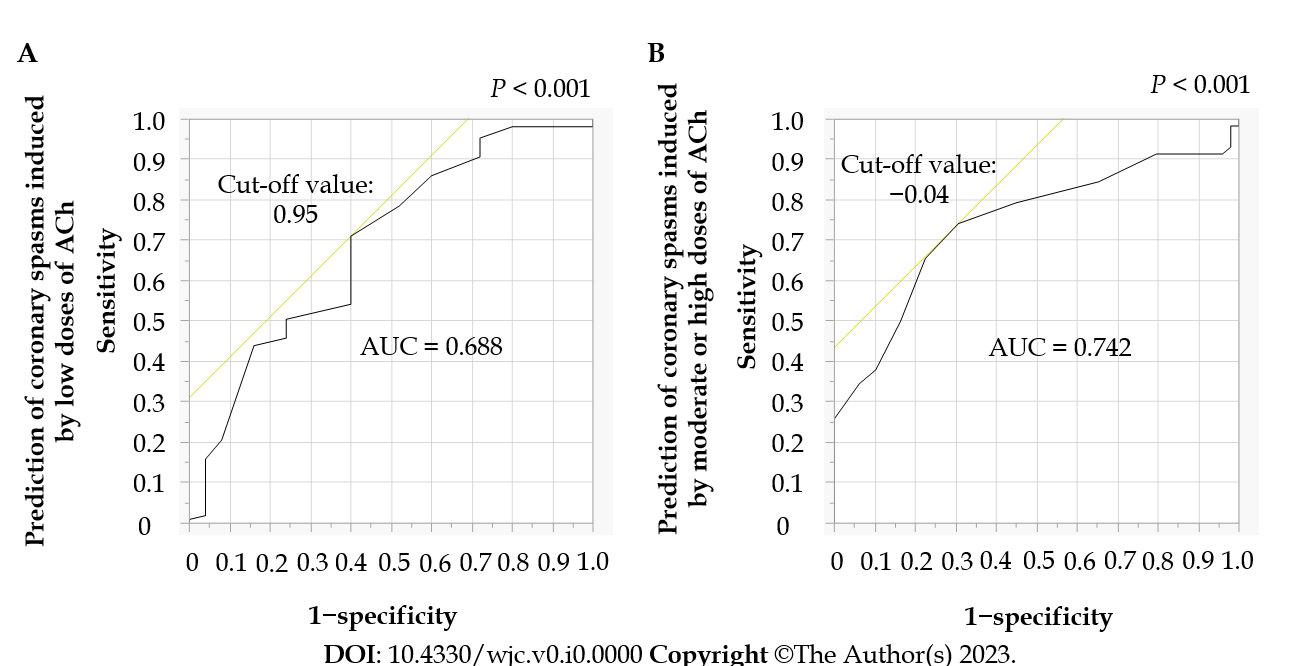 A
P < 0.001
Prediction of coronary spasms induced
by low doses of ACh
Sensitivity
1.0
0.9
0.8
0.7
0.6
0.5
0.4
0.3
0.2
0.1
0
Cut-off value:
0.95
AUC = 0.688
0 0.1 0.2 0.3 0.4 0.5 0.6 0.7 0.8 0.9 1.0
1−specificity
B
P < 0.001
Prediction of coronary spasms induced
by moderate or high doses of ACh
Sensitivity
1.0
0.9
0.8
0.7
0.6
0.5
0.4
0.3
0.2
0.1
0
Cut-off value:
−0.04
AUC = 0.742
0 0.1 0.2 0.3 0.4 0.5 0.6 0.7 0.8 0.9 1.0
1−specificity
DOI: 10.4330/wjc.v0.i0.0000 Copyright ©The Author(s) 2023.